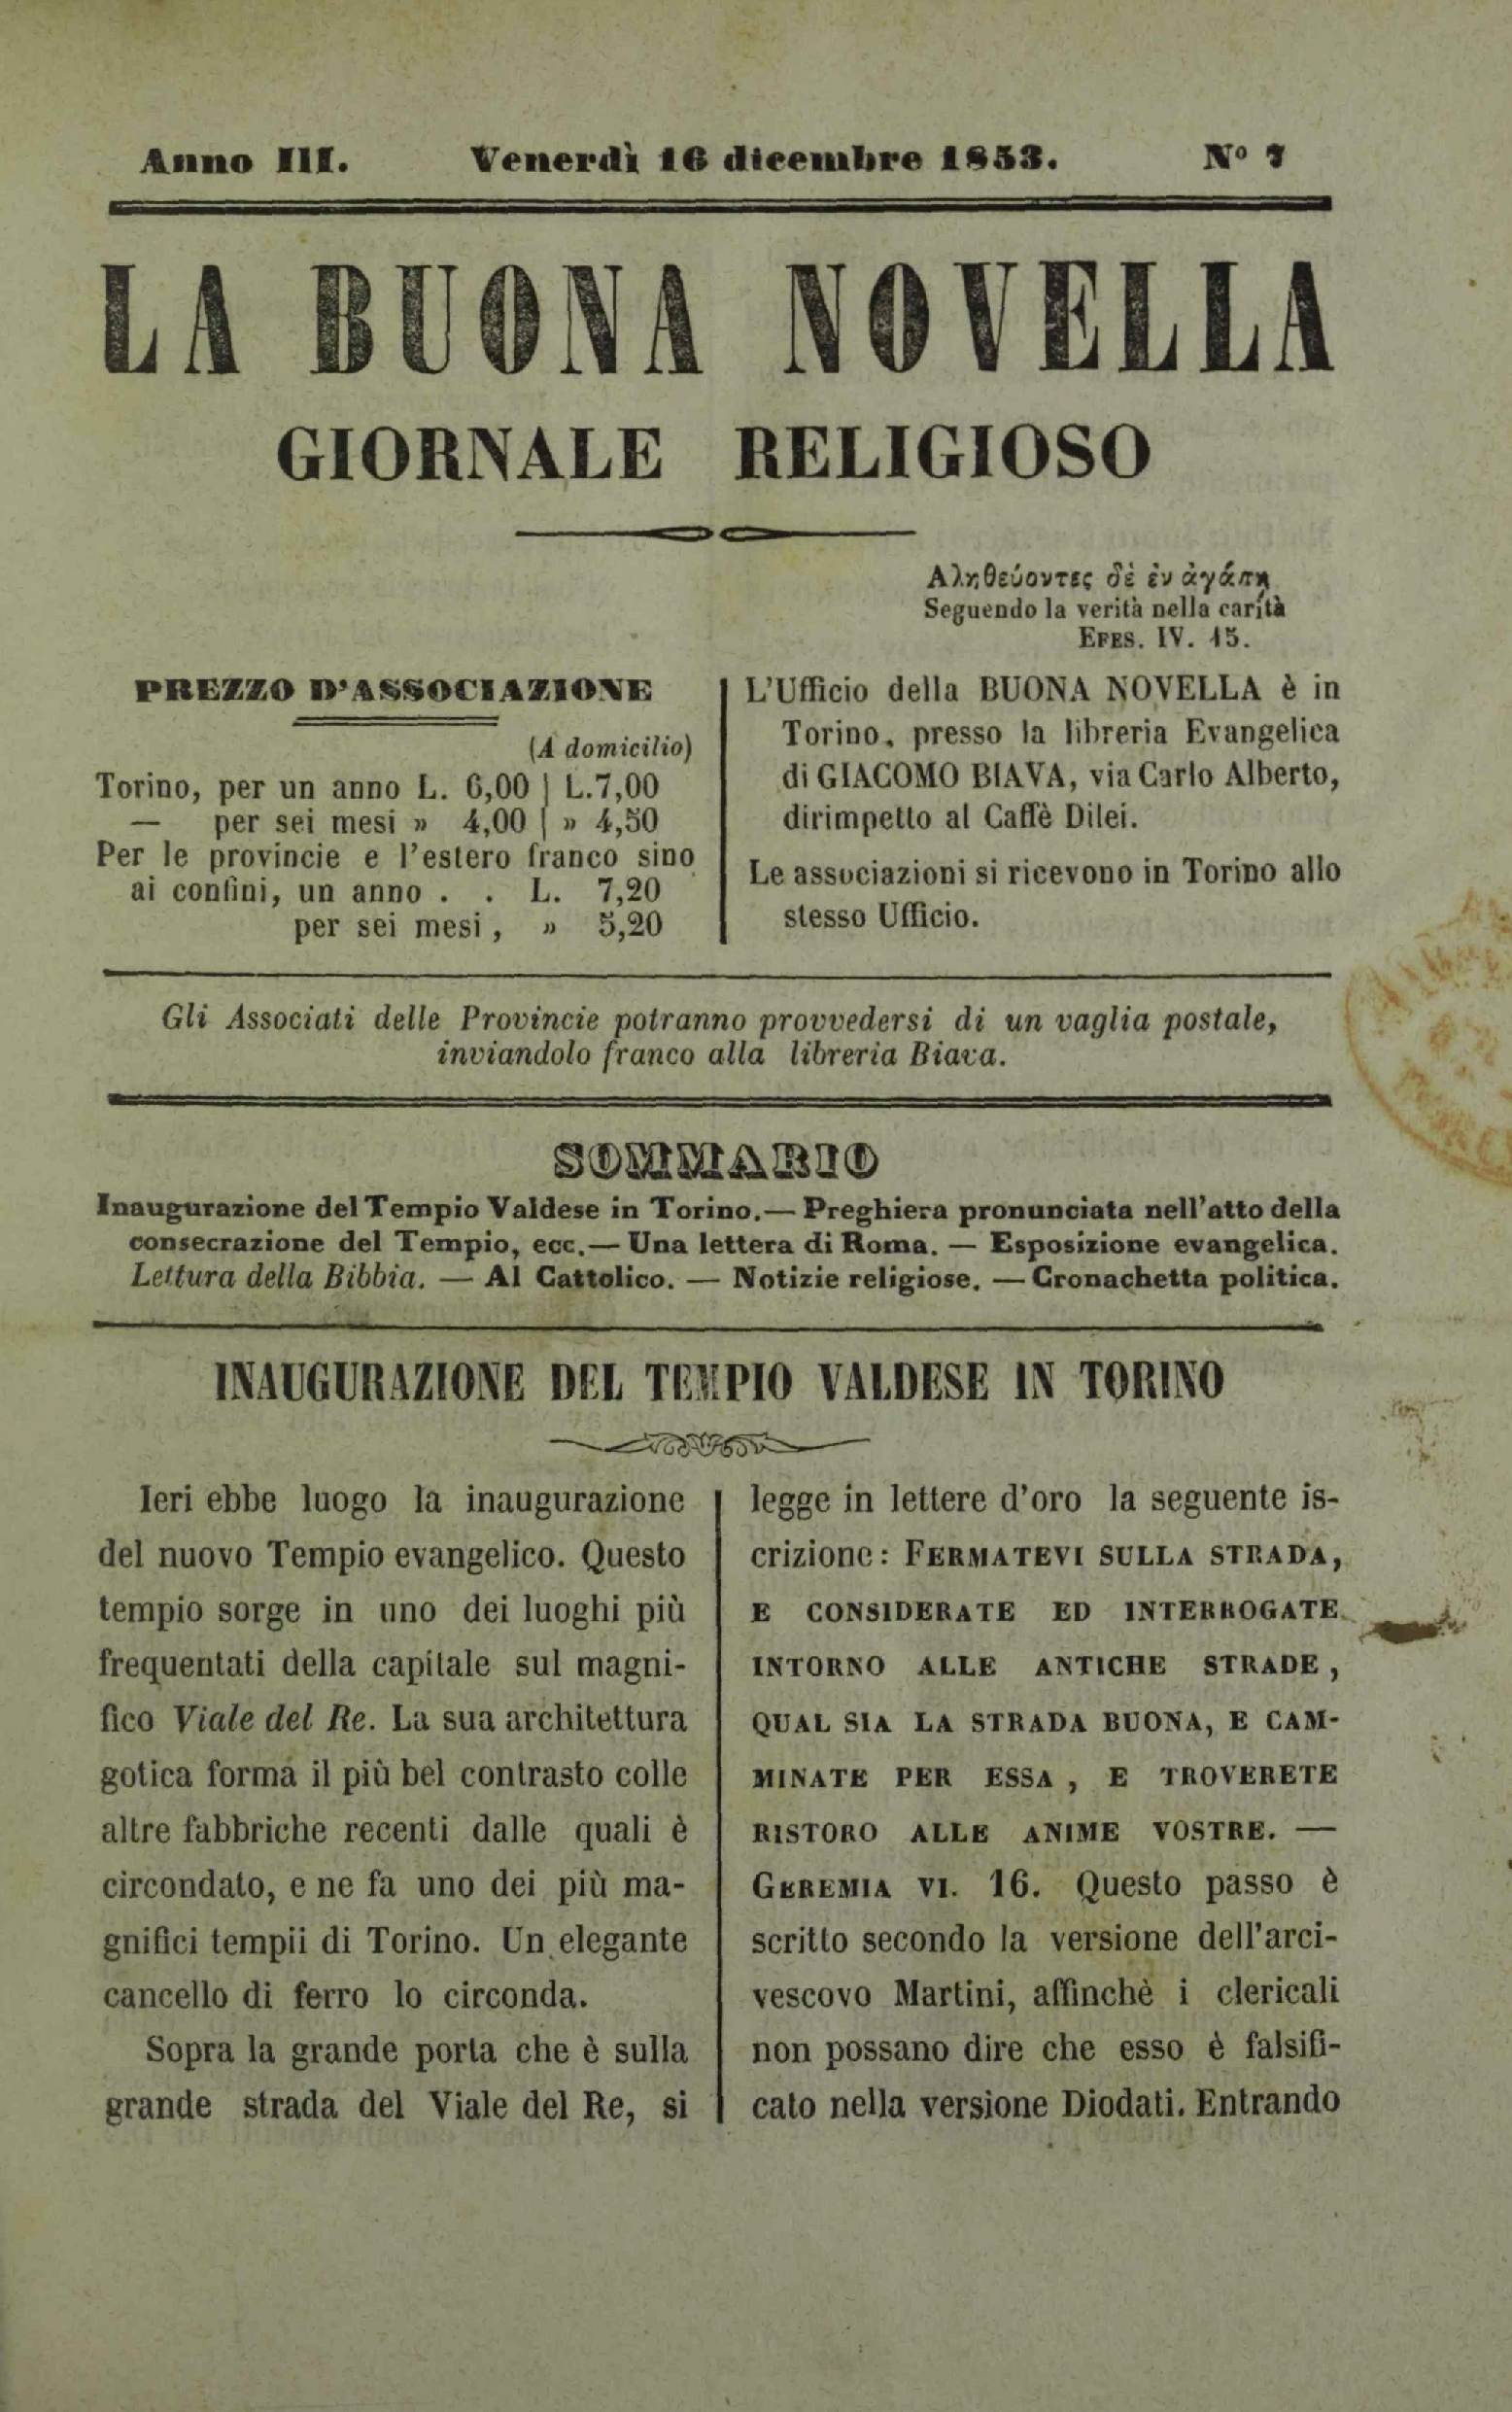 Anno III. Venerdì 16 dicembre 1853. Nº 7
LA BUONA NOVELLA
GIORNALE RELIGIOSO
Αληθεύοντες δὲ ἐν ἀγάπῃ
Seguendo la verità nella carità
EFES. IV. 15.
PREZZO D'ASSOCIAZIONE
(A domicilio)
Torino, per un anno L. 6,00 | L.7,00
— per sei mesi » 4,00 | » 4,50
Per le provincie e l'estero franco sino
ai confini, un anno . . L. 7,20
per sei mesi, » 5,20
L'Ufficio della BUONA NOVELLA è in
Torino, presso la libreria Evangelica
di GIACOMO BIAVA, via Carlo Alberto,
dirimpetto al Caffè Dilei.
Le associazioni si ricevono in Torino allo
stesso Ufficio.
Gli Associati delle Provincie potranno provvedersi di un vaglia postale,
inviandolo franco alla libreria Biava.
SOMMARIO
Inaugurazione del Tempio Valdese in Torino.— Preghiera pronunciata nell'atto della
consecrazione del Tempio, ecc.— Una lettera di Roma. — Esposizione evangelica.
Lettura della Bibbia. — Al Cattolico. — Notizie religiose. — Cronachetta politica.
INAUGURAZIONE DEL TEMPIO VALDESE IN TORINO
Ieri ebbe luogo la inaugurazione
del nuovo Tempio evangelico. Questo
tempio sorge in uno dei luoghi più
frequentati della capitale sul magni-
fico Viale del Re. La sua architettura
gotica forma il più bel contrasto colle
altre fabbriche recenti dalle quali è
circondato, e ne fa uno dei più ma-
gnifici tempii di Torino. Un elegante
cancello di ferro lo circonda.
Sopra la grande porta che è sulla
grande strada del Viale del Re, si
legge in lettere d'oro la seguente is-
crizione: FERMATEVI SULLA STRADA,
E CONSIDERATE ED INTERROGATE
INTORNO ALLE ANTICHE STRADE,
QUAL SIA LA STRADA BUONA, E CAM-
MINATE PER ESSA, E TROVERETE
RISTORO ALLE ANIME VOSTRE. —
GEREMIA VI. 16. Questo passo è
scritto secondo la versione dell'arci-
vescovo Martini, affinchè i clericali
non possano dire che esso è falsifi-
cato nella versione Diodati. Entrando